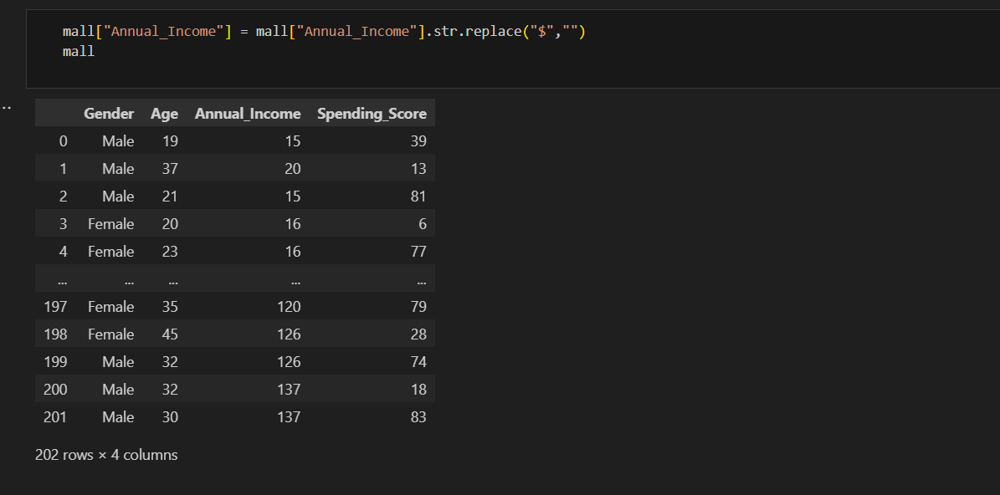 mall["Annual_Income"] = mall["Annual_Income"].str.replace("$","")
mall
Gender Age Annual_Income Spending_Score
0 Male 19 15 39
1 Male 37 20 13
2 Male 21 15 81
3 Female 20 16 6
4 Female 23 16 77
... ... ... ... ...
197 Female 35 120 79
198 Female 45 126 28
199 Male 32 126 74
200 Male 32 137 18
201 Male 30 137 83
202 rows × 4 columns